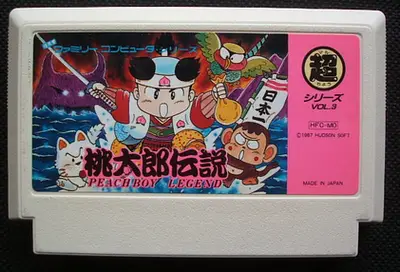 ファミリーコンピュータ・シリーズ
日本一
桃太郎伝説
PEACHBOY LEGEND
超
シリーズ
VOL.3
HFC-MO
©1987 HUDSON SOFT
MADE IN JAPAN